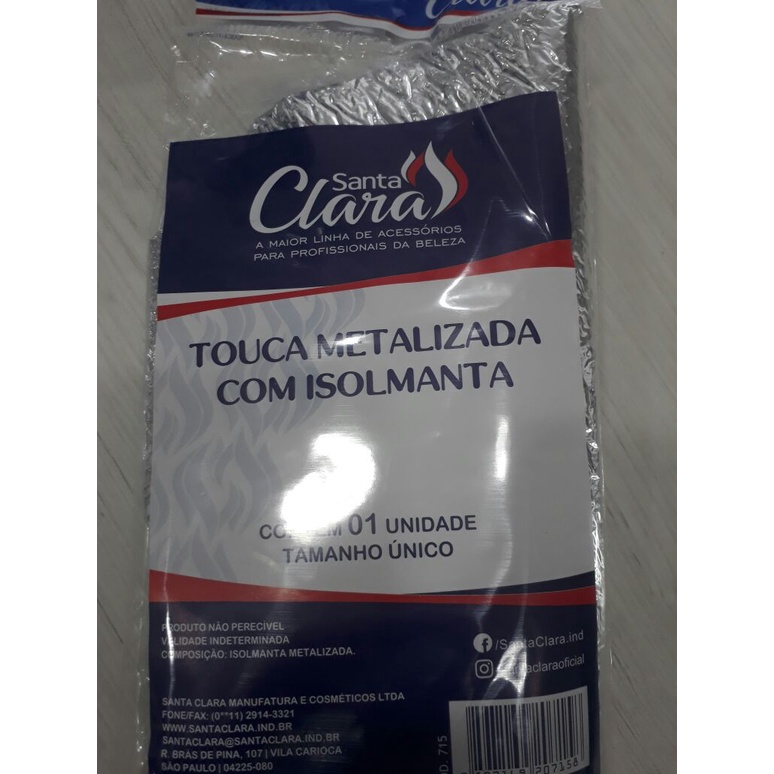 Santa
Clara
A MAIOR LINHA DE ACESSÓRIOS
PARA PROFISSIONAIS DA BELEZA
TOUCA METALIZADA
COM ISOLMANTA
01 UNIDADE
TAMANHO ÚNICO
PRODUTO NÃO PERECÍVEL
VALIDADE INDETERMINADA
COMPOSIÇÃO: ISOLMANTA METALIZADA.
/SantaClara.ind
SANTA CLARA MANUFATURA E COSMÉTICOS LTDA
FONE/FAX: (0**11) 2914-3321
WWW.SANTACLARA.IND.BR
SANTACLARA@SANTACLARA.IND.BR
R. BRÁS DE PINA, 107 | VILA CARIOCA
SÃO PAULO | 04225-080
715